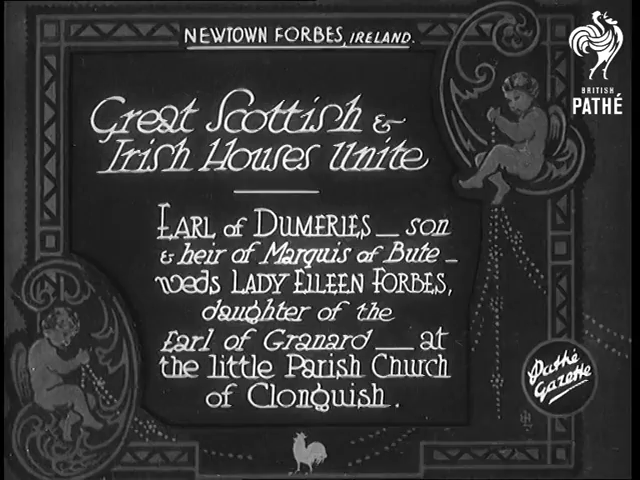 NEWTOWN FORBES, IRELAND.
BRITISH
PATHÉ
Great Scottish &
Irish Houses Unite
EARL of DUMFRIES _ son
& heir of Marquis of Bute _
weds LADY EILEEN FORBES,
daughter of the
Earl of Granard __ at
the little Parish Church
of Clonguish.
Pathé
Gazette